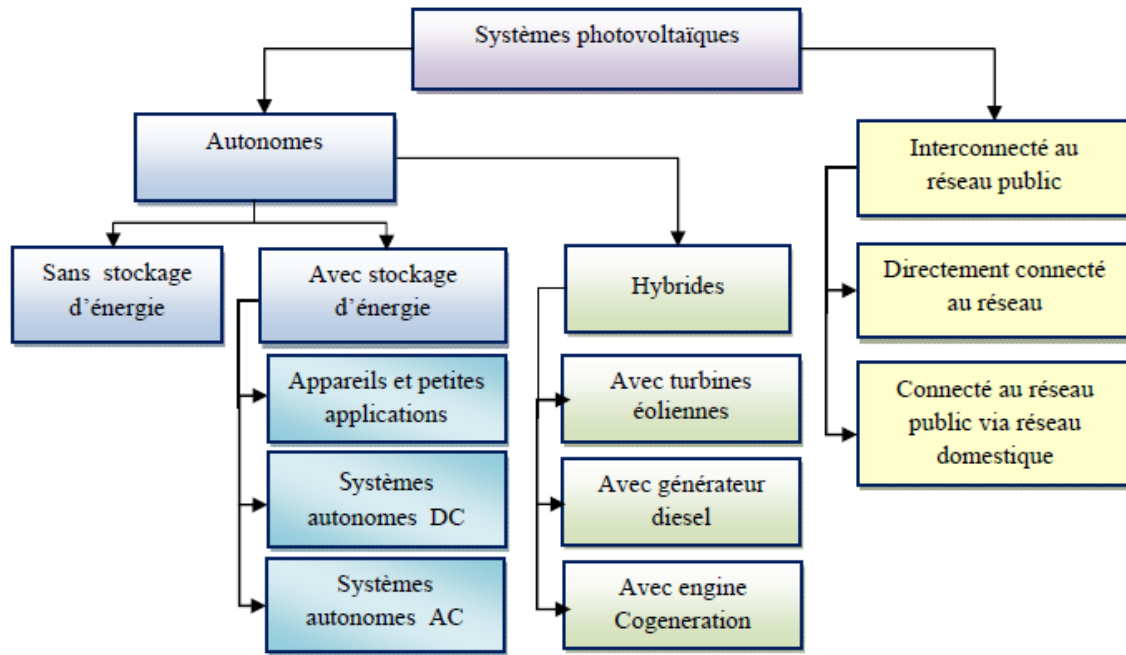 Systèmes photovoltaïques
Autonomes
Interconnecté au
réseau public
Sans stockage
d’énergie
Avec stockage
d’énergie
Hybrides
Directement connecté
au réseau
Appareils et petites
applications
Avec turbines
éoliennes
Connecté au réseau
public via réseau
domestique
Systèmes
autonomes DC
Avec générateur
diesel
Systèmes
autonomes AC
Avec engine
Cogeneration